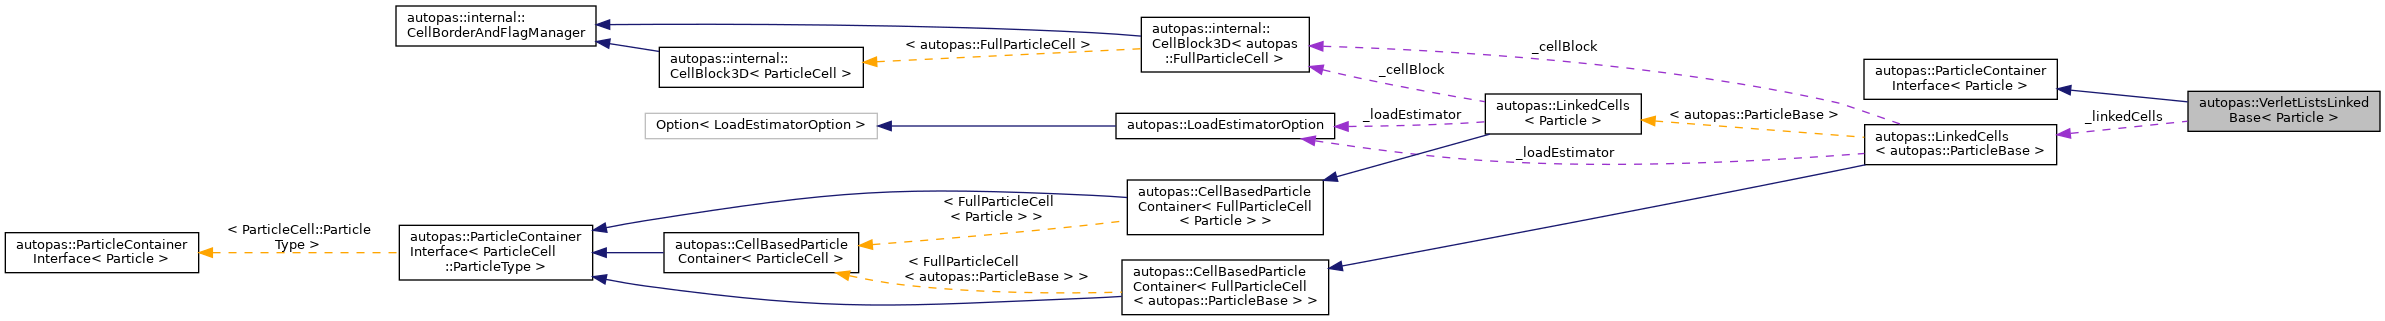 autopas::internal::
CellBorderAndFlagManager
autopas::internal::
CellBlock3D< ParticleCell >
< autopas::FullParticleCell >
autopas::internal::
CellBlock3D< autopas
::FullParticleCell >
_cellBlock
_cellBlock
autopas::ParticleContainer
Interface< Particle >
autopas::VerletListsLinked
Base< Particle >
_linkedCells
Option< LoadEstimatorOption >
autopas::LoadEstimatorOption
_loadEstimator
autopas::LinkedCells
< Particle >
< autopas::ParticleBase >
autopas::LinkedCells
< autopas::ParticleBase >
_loadEstimator
autopas::CellBasedParticle
Container< FullParticleCell
< Particle > >
< FullParticleCell
< Particle > >
autopas::ParticleContainer
Interface< Particle >
< ParticleCell::Particle
Type >
autopas::ParticleContainer
Interface< ParticleCell
::ParticleType >
autopas::CellBasedParticle
Container< ParticleCell >
< FullParticleCell
< autopas::ParticleBase > >
autopas::CellBasedParticle
Container< FullParticleCell
< autopas::ParticleBase > >